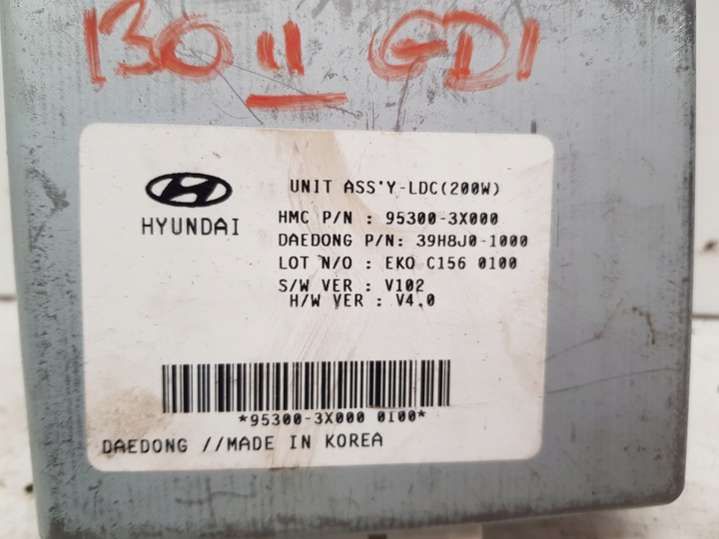 130 11 GDI
HYUNDAI
UNIT ASS'Y-LDC(200W)
HMC P/N : 95300-3X000
DAEDONG P/N: 39H8J0-1000
LOT N/O : EKO C156 0100
S/W VER : V102
H/W VER : V4.0
*95300-3X000 0100*
DAEDONG //MADE IN KOREA